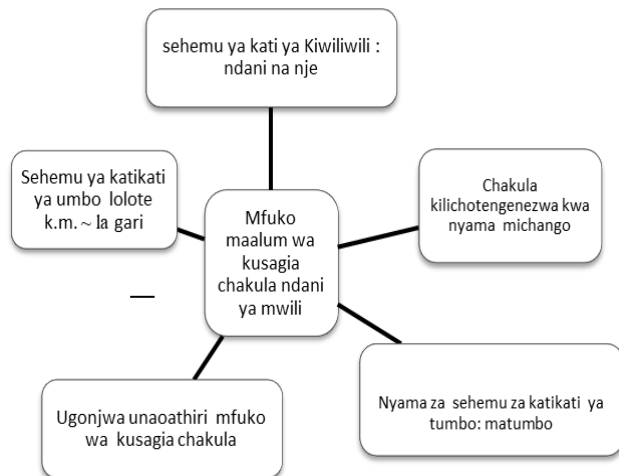 sehemu ya kati ya Kiwiliwili :
ndani na nje
Sehemu ya katikati
ya umbo lolote
k.m. ~ la gari
Mfuko
maalum wa
kusagia
chakula ndani
ya mwili
Chakula
kilichotengenezwa kwa
nyama michango
Ugonjwa unaoathiri mfuko
wa kusagia chakula
Nyama za sehemu za katikati ya
tumbo: matumbo